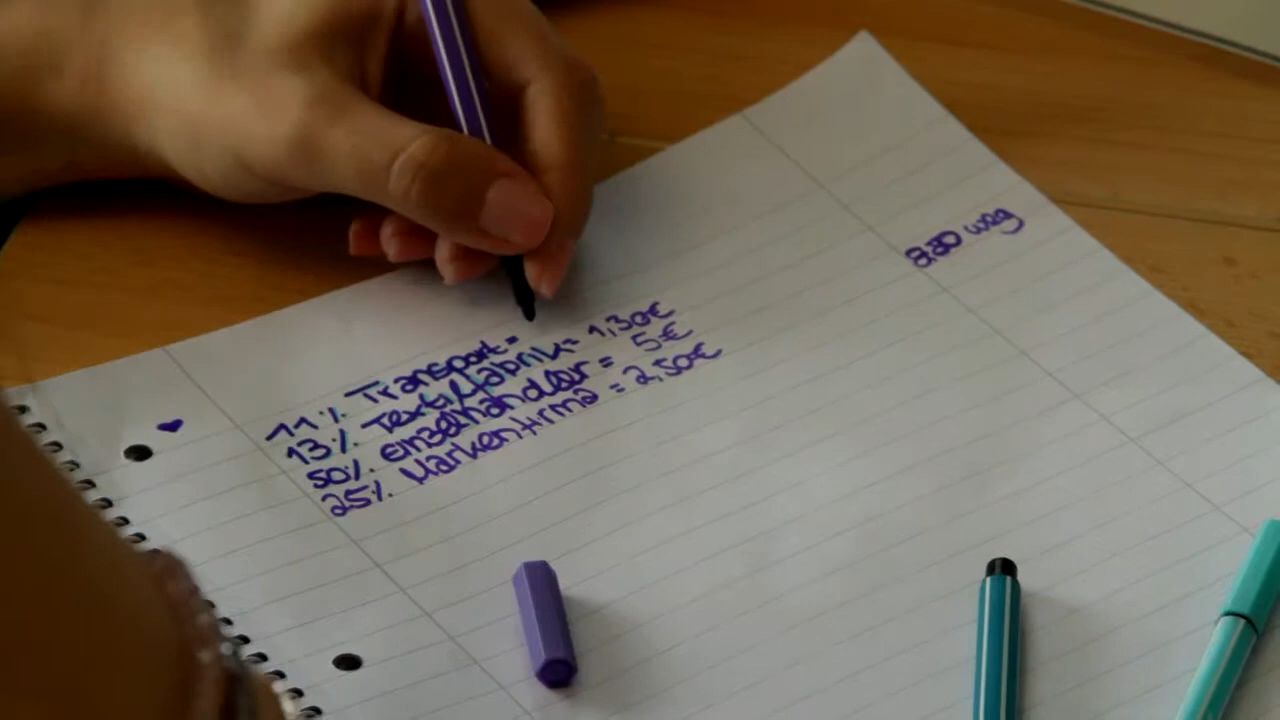 11% Transport=
13% Textilfabrik= 1,30€
50% einzelhändler= 5€
25% Markenfirma = 2,50€
8.80 weg